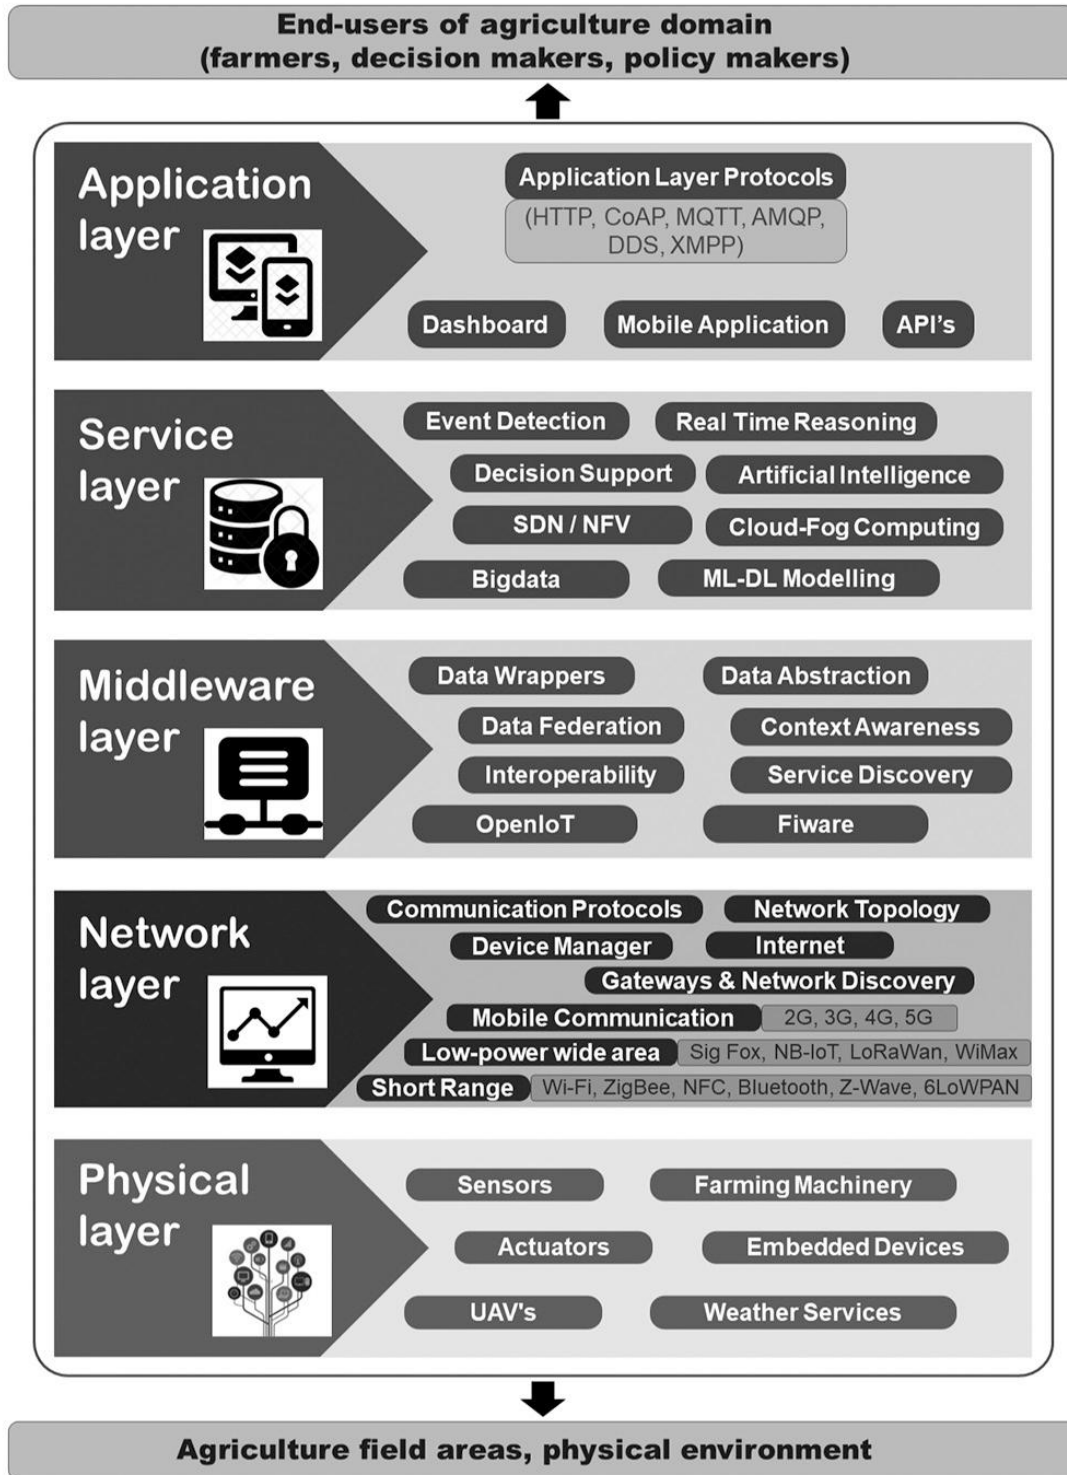 End-users of agriculture domain
(farmers, decision makers, policy makers)
Application
layer
Application Layer Protocols
(HTTP, CoAP, MQTT, AMQP,
DDS, XMPP)
Dashboard
Mobile Application
API's
Service
layer
Event Detection
Real Time Reasoning
Decision Support
Artificial Intelligence
SDN / NFV
Cloud-Fog Computing
Bigdata
ML-DL Modelling
Middleware
layer
Data Wrappers
Data Abstraction
Data Federation
Context Awareness
Interoperability
Service Discovery
OpenIoT
Fiware
Network
layer
Communication Protocols
Network Topology
Device Manager
Internet
Gateways & Network Discovery
Mobile Communication
2G, 3G, 4G, 5G
Low-power wide area
Sig Fox, NB-IoT, LoRaWan, WiMax
Short Range
Wi-Fi, ZigBee, NFC, Bluetooth, Z-Wave, 6LoWPAN
Physical
layer
Sensors
Farming Machinery
Actuators
Embedded Devices
UAV's
Weather Services
Agriculture field areas, physical environment